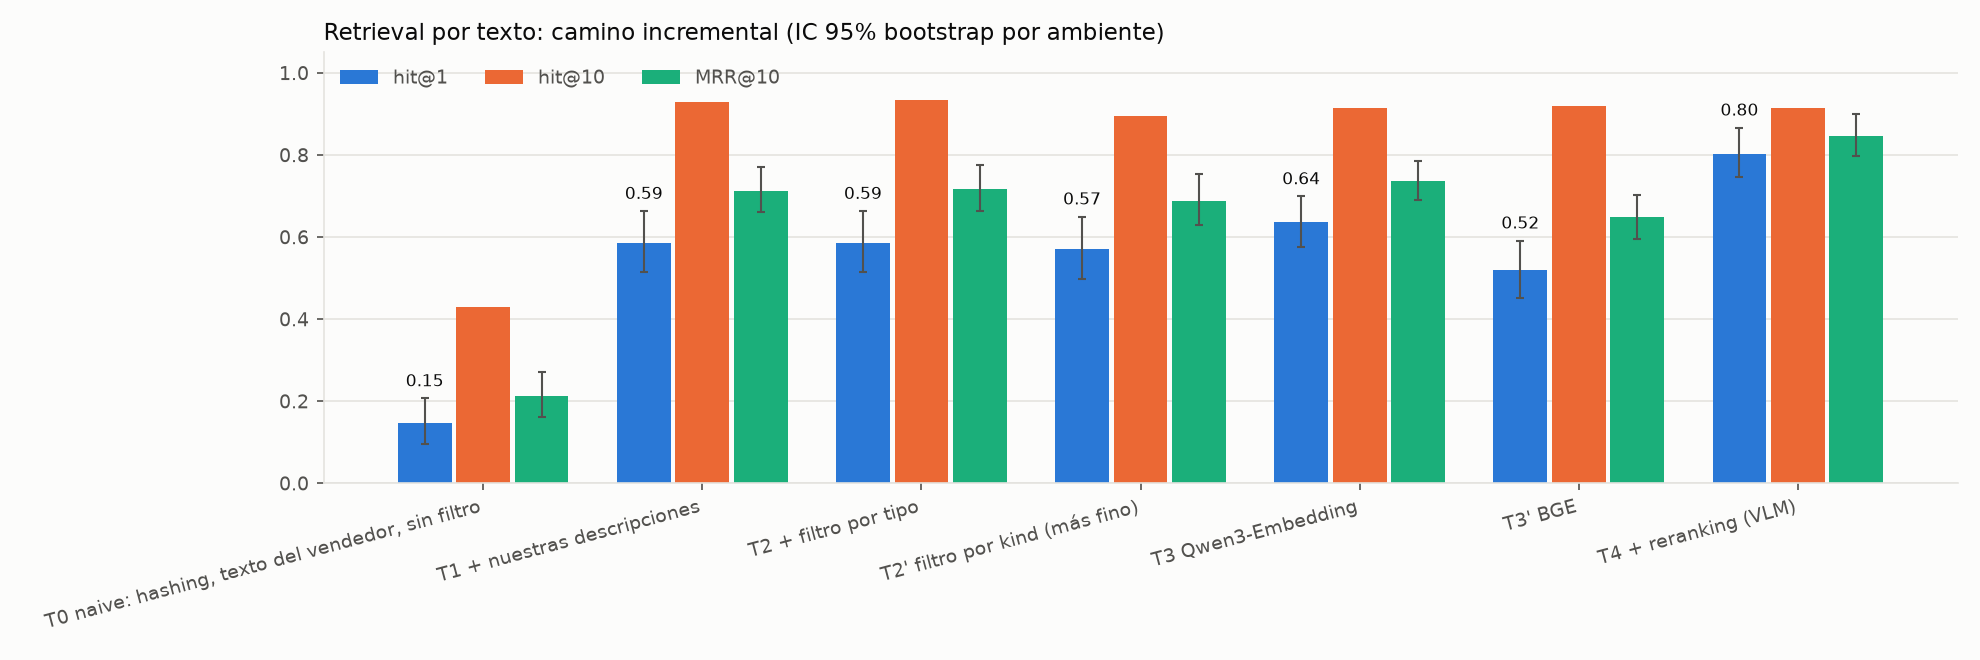 Retrieval por texto: camino incremental (IC 95% bootstrap por ambiente)
hit@1 hit@10 MRR@10
1.0
0.8
0.6
0.4
0.2
0.0
0.15
0.59
0.59
0.57
0.64
0.52
0.80
T0 naive: hashing, texto del vendedor, sin filtro
T1 + nuestras descripciones
T2 + filtro por tipo
T2' filtro por kind (más fino)
T3 Qwen3-Embedding
T3' BGE
T4 + reranking (VLM)